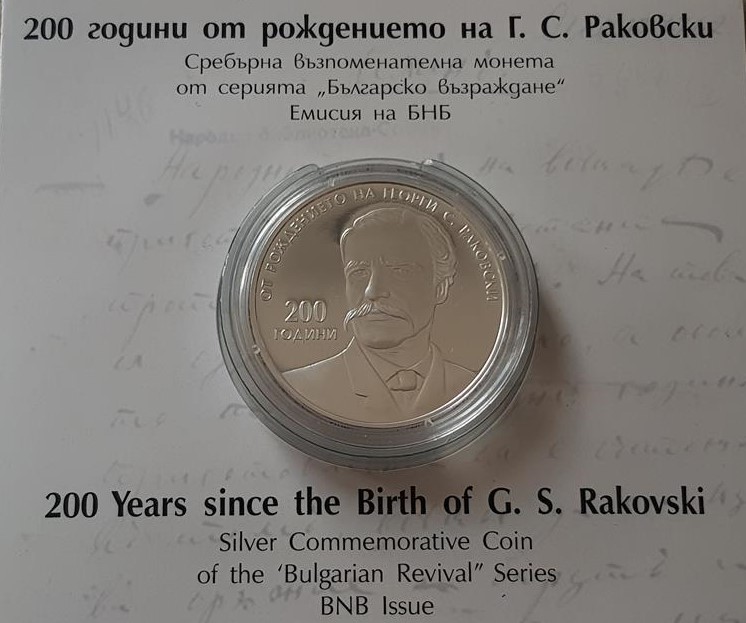 200 години от рождението на Г. С. Раковски
Сребърна възпоменателна монета
от серията „Българско възраждане“
Емисия на БНБ
ОТ РОЖДЕНИЕТО НА ГЕОРГИ С. РАКОВСКИ
200
ГОДИНИ
200 Years since the Birth of G. S. Rakovski
Silver Commemorative Coin
of the ‘Bulgarian Revival” Series
BNB Issue